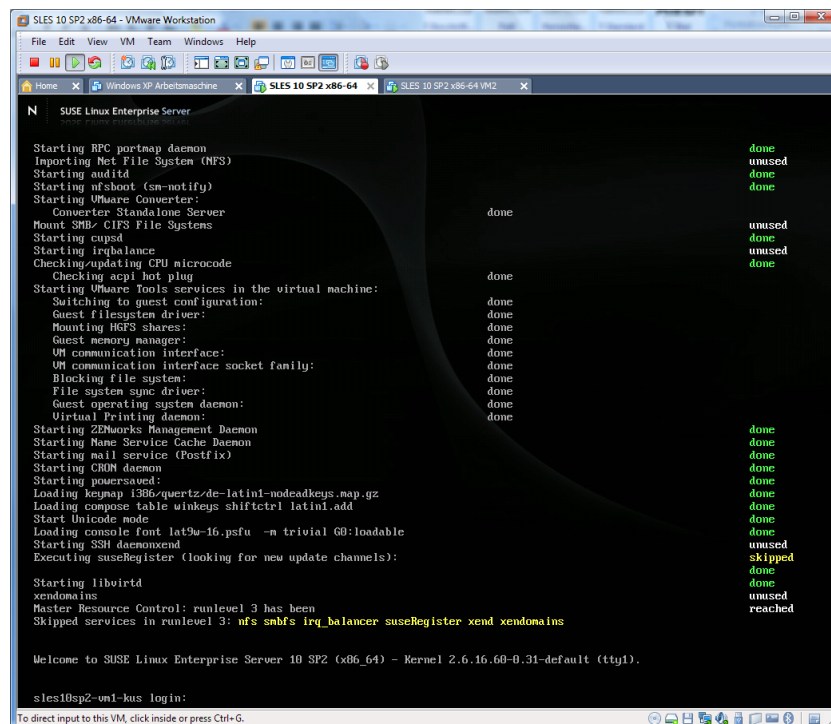 SLES 10 SP2 x86-64 - VMware Workstation
File Edit View VM Team Windows Help
Home Windows XP Arbeitsmaschine SLES 10 SP2 x86-64 SLES 10 SP2 x86-64 VM2
N SUSE Linux Enterprise Server
Starting RPC portmap daemon done
Importing Net File System (NFS) unused
Starting auditd done
Starting nfsboot (sm-notify) done
Starting VMware Converter:
Converter Standalone Server done
Mount SMB/ CIFS File Systems unused
Starting cupsd done
Starting irqbalance unused
Checking/updating CPU microcode done
Checking acpi hot plug done
Starting VMware Tools services in the virtual machine:
Switching to guest configuration: done
Guest filesystem driver: done
Mounting HGFS shares: done
Guest memory manager: done
VM communication interface: done
VM communication interface socket family: done
Blocking file system: done
File system sync driver: done
Guest operating system daemon: done
Virtual Printing daemon: done
Starting ZENworks Management Daemon done
Starting Name Service Cache Daemon done
Starting mail service (Postfix) done
Starting CRON daemon done
Starting powersaved: done
Loading keymap i386/qwertz/de-latin1-nodeadkeys.map.gz done
Loading compose table winkeys shiftctrl latin1.add done
Start Unicode mode done
Loading console font lat9w-16.psfu -m trivial G0:loadable done
Starting SSH daemonxend unused
Executing suseRegister (looking for new update channels): skipped
done
Starting libvirtd done
xendomains unused
Master Resource Control: runlevel 3 has been reached
Skipped services in runlevel 3: nfs smbfs irq_balancer suseRegister xend xendomains
Welcome to SUSE Linux Enterprise Server 10 SP2 (x86_64) - Kernel 2.6.16.60-0.31-default (tty1).
sles10sp2-vm1-kus login:
To direct input to this VM, click inside or press Ctrl+G.